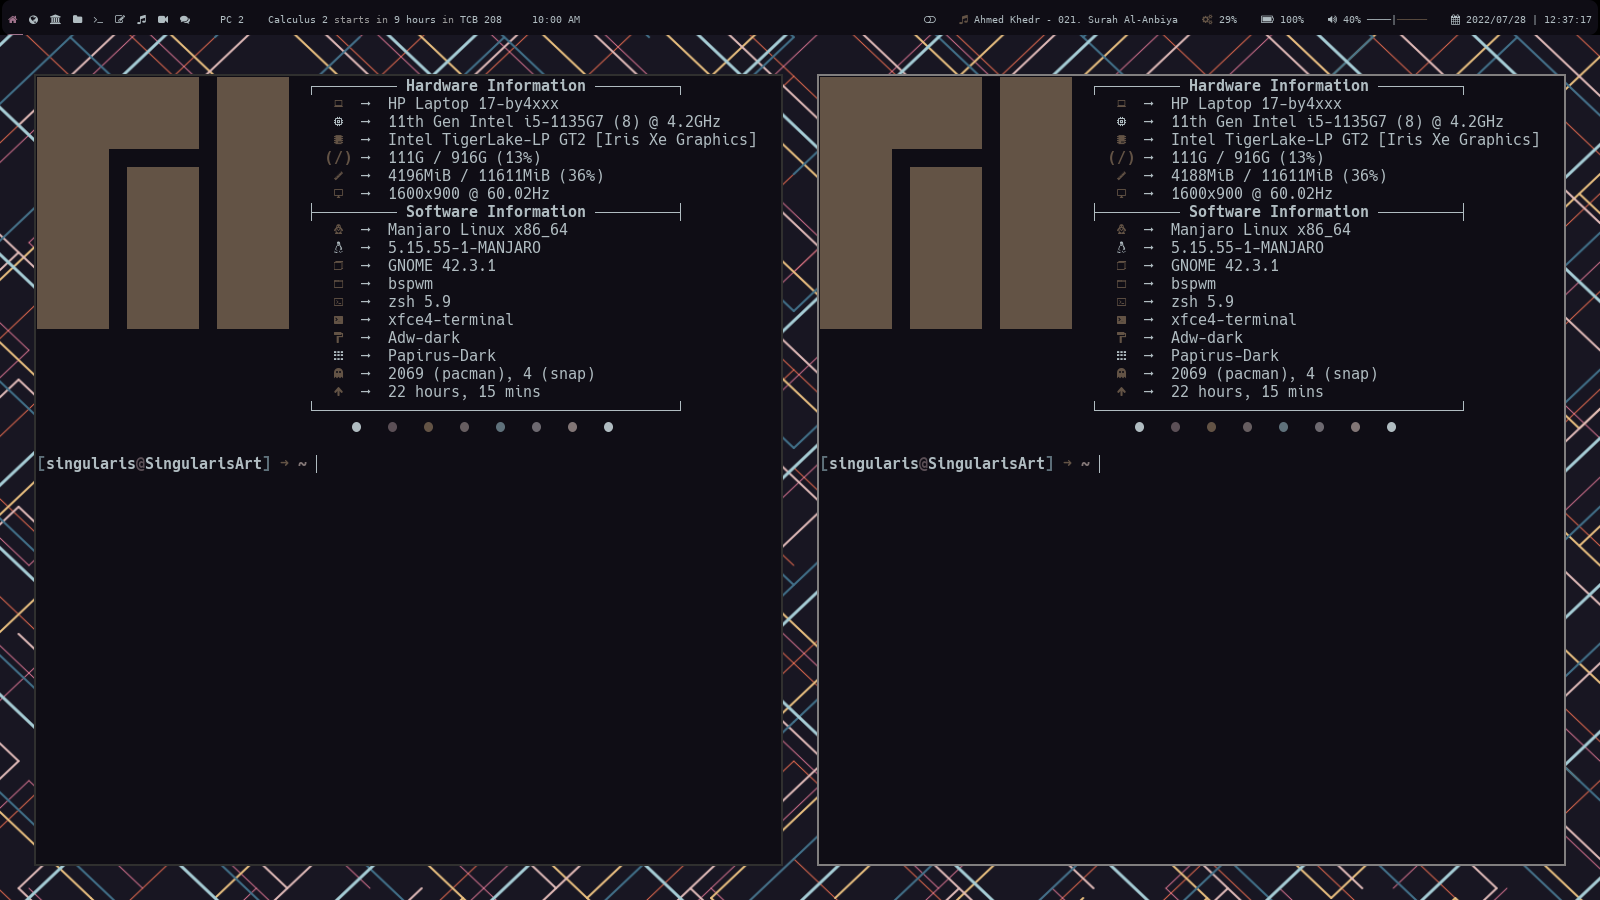 PC 2 Calculus 2 starts in 9 hours in TCB 208 10:00 AM Ahmed Khedr - 021. Surah Al-Anbiya 29% 100% 40% 2022/07/28 | 12:37:17
Hardware Information
→ HP Laptop 17-by4xxx
→ 11th Gen Intel i5-1135G7 (8) @ 4.2GHz
→ Intel TigerLake-LP GT2 [Iris Xe Graphics]
(/) → 111G / 916G (13%)
→ 4196MiB / 11611MiB (36%)
→ 1600x900 @ 60.02Hz
Software Information
→ Manjaro Linux x86_64
→ 5.15.55-1-MANJARO
→ GNOME 42.3.1
→ bspwm
→ zsh 5.9
→ xfce4-terminal
→ Adw-dark
→ Papirus-Dark
→ 2069 (pacman), 4 (snap)
→ 22 hours, 15 mins
[singularis@SingularisArt] → ~
Hardware Information
→ HP Laptop 17-by4xxx
→ 11th Gen Intel i5-1135G7 (8) @ 4.2GHz
→ Intel TigerLake-LP GT2 [Iris Xe Graphics]
(/) → 111G / 916G (13%)
→ 4188MiB / 11611MiB (36%)
→ 1600x900 @ 60.02Hz
Software Information
→ Manjaro Linux x86_64
→ 5.15.55-1-MANJARO
→ GNOME 42.3.1
→ bspwm
→ zsh 5.9
→ xfce4-terminal
→ Adw-dark
→ Papirus-Dark
→ 2069 (pacman), 4 (snap)
→ 22 hours, 15 mins
[singularis@SingularisArt] → ~